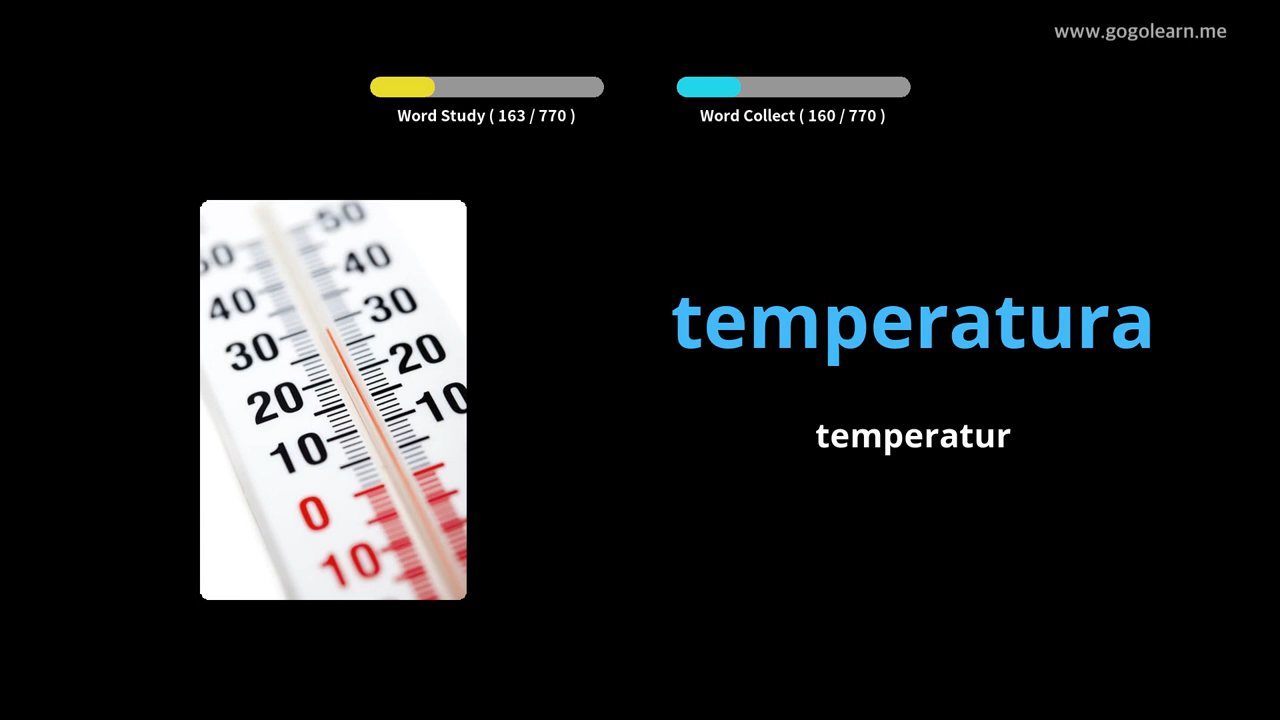 www.gogolearn.me
Word Study ( 163 / 770 )
Word Collect ( 160 / 770 )
50
40 40
30 30
20 20
10 10
0
10
temperatura
temperatur